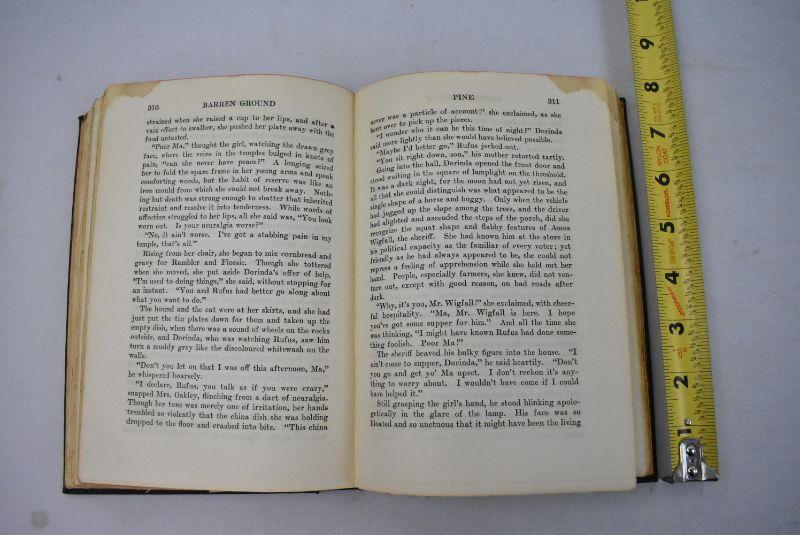 310 BARREN GROUND
strained when she raised a cup to her lips, and after a
vain effort to swallow, she pushed her plate away with the
food untasted.
"Poor Ma," thought the girl, watching the drawn grey
face, where the veins in the temples bulged in knots of
pain, "can she never have peace?" A longing seized
her to fold the spare frame in her young arms and speak
comforting words, but the habit of reserve was like an
iron mould from which she could not break away. Noth-
ing but death was strong enough to shatter that inherited
restraint and resolve it into tenderness. While words of
affection struggled to her lips, all she said was, "You look
worn out. Is your neuralgia worse?"
"No, it ain't worse. I've got a stabbing pain in my
temple, that's all."
Rising from her chair, she began to mix cornbread and
gravy for Rambler and Flossie. Though she tottered
when she moved, she put aside Dorinda's offer of help.
"I'm used to doing things," she said, without stopping for
an instant. "You and Rufus had better go along about
what you want to do."
The hound and the cat were at her skirts, and she had
just put the tin plates down for them and taken up the
empty dish, when there was a sound of wheels on the rocks
outside, and Dorinda, who was watching Rufus, saw him
turn a muddy grey like the discoloured whitewash on the
walls.
"Don't you let on that I was off this afternoon, Ma,"
he whispered hoarsely.
"I declare, Rufus, you talk as if you were crazy,"
snapped Mrs. Oakley, flinching from a dart of neuralgia.
Though her tone was merely one of irritation, her hands
trembled so violently that the china dish she was holding
dropped to the floor and crashed into bits. "This china
PINE 311
never was a particle of account!" she exclaimed, as she
bent over to pick up the pieces.
"I wonder who it can be this time of night?" Dorinda
said more lightly than she would have believed possible.
"Maybe I'd better go," Rufus jerked out.
"You sit right down, son," his mother retorted tartly.
Going into the hall, Dorinda opened the front door and
stood waiting in the square of lamplight on the threshold.
It was a dark night, for the moon had not yet risen, and
all that she could distinguish was what appeared to be the
single shape of a horse and buggy. Only when the vehicle
had jogged up the slope among the trees, and the driver
had alighted and ascended the steps of the porch, did she
recognize the squat shape and flabby features of Amos
Wigfall, the sheriff. She had known him at the store in
his political capacity as the familiar of every voter; yet
friendly as he had always appeared to be, she could not
repress a feeling of apprehension while she held out her
hand. People, especially farmers, she knew, did not ven-
ture out, except with good reason, on bad roads after
dark.
"Why, it's you, Mr. Wigfall!" she exclaimed, with cheer-
ful hospitality. "Ma, Mr. Wigfall is here. I hope
you've got some supper for him." And all the time she
was thinking, "I might have known Rufus had done some-
thing foolish. Poor Ma!"
The sheriff heaved his bulky figure into the house. "I
ain't come to supper, Dorinda," he said heartily. "Don't
you go and get yo' Ma upset. I don't reckon it's any-
thing to worry about. I wouldn't have come if I could
have helped it."
Still grasping the girl's hand, he stood blinking apolo-
getically in the glare of the lamp. His face was so
bloated and so unctuous that it might have been the living
9
8
7
6
5
4
3
2
1